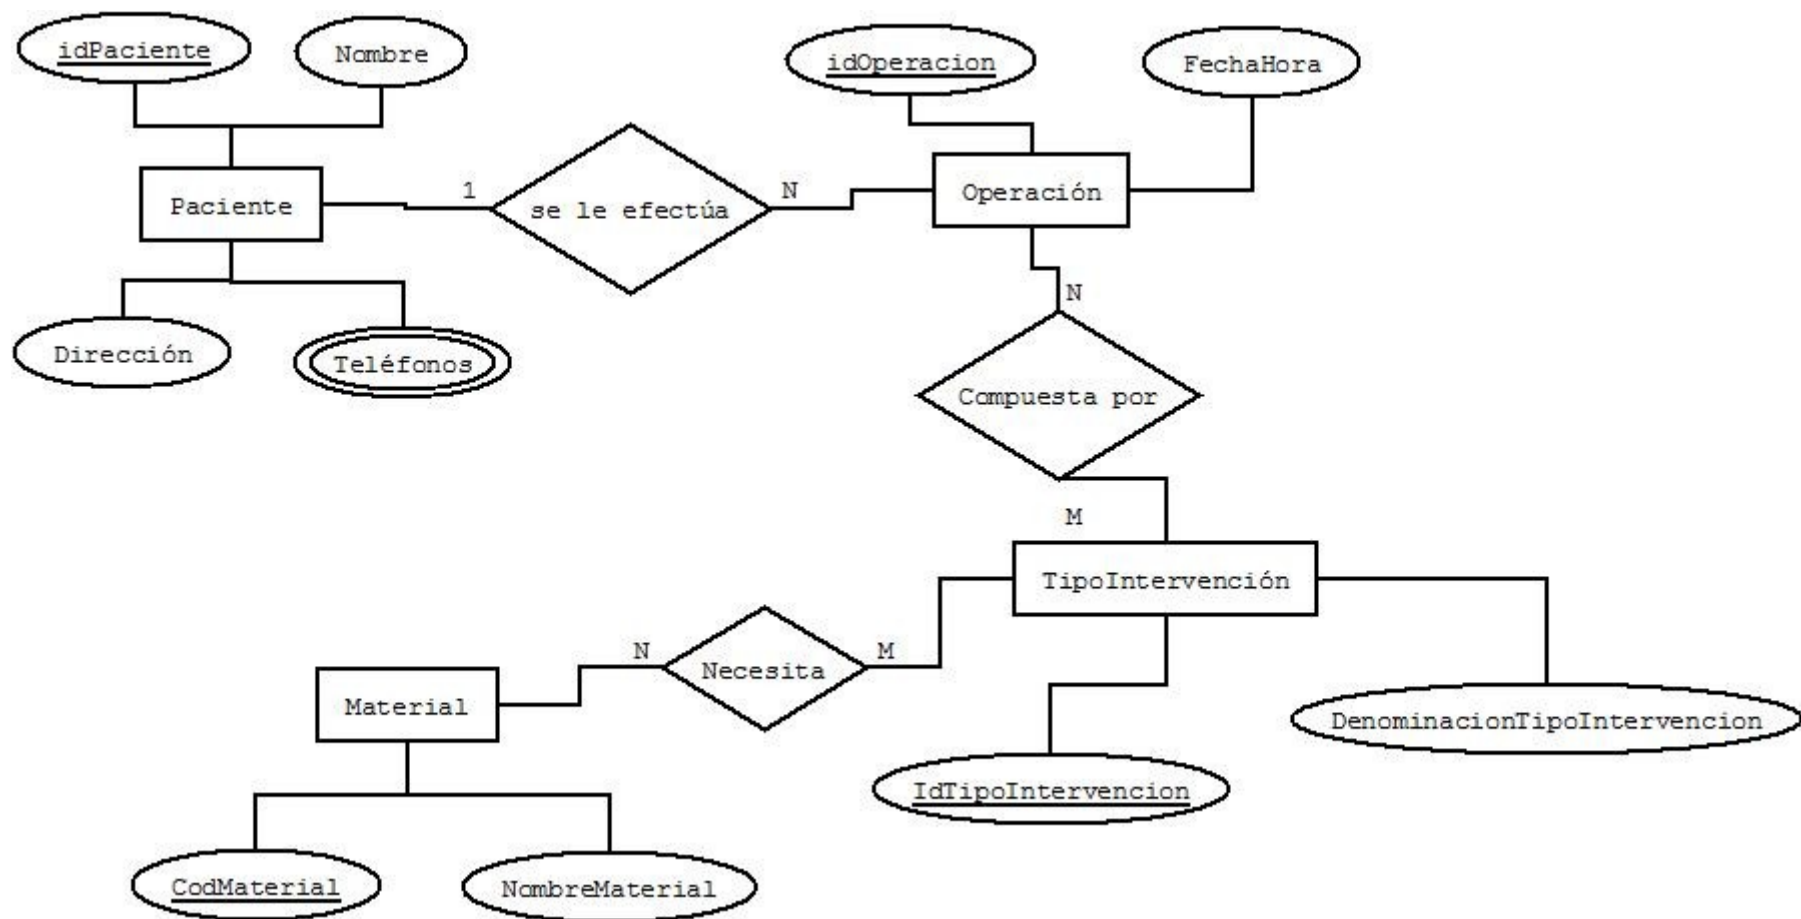 idPaciente
Nombre
idOperacion
FechaHora
Paciente
1
se le efectúa
N
Operación
Dirección
Teléfonos
N
Compuesta por
M
TipoIntervención
Material
N
Necesita
M
IdTipoIntervencion
DenominacionTipoIntervencion
CodMaterial
NombreMaterial